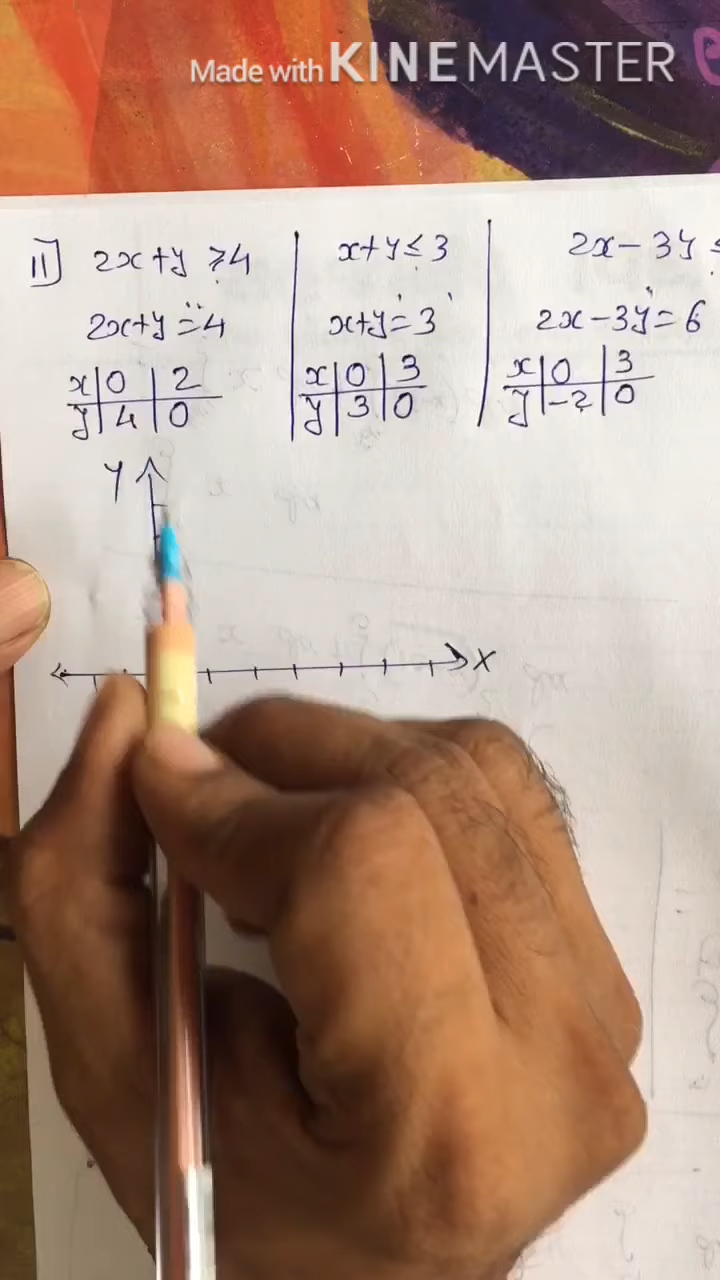 Made with KINEMASTER
11] 2x+y ≥4 x+y≤ 3 2x-3y ≤
2x+y=4 x+y=3 2x-3y=6
x 0 2 x 0 3 x 0 3
y 4 0 y 3 0 y -2 0
Y
X